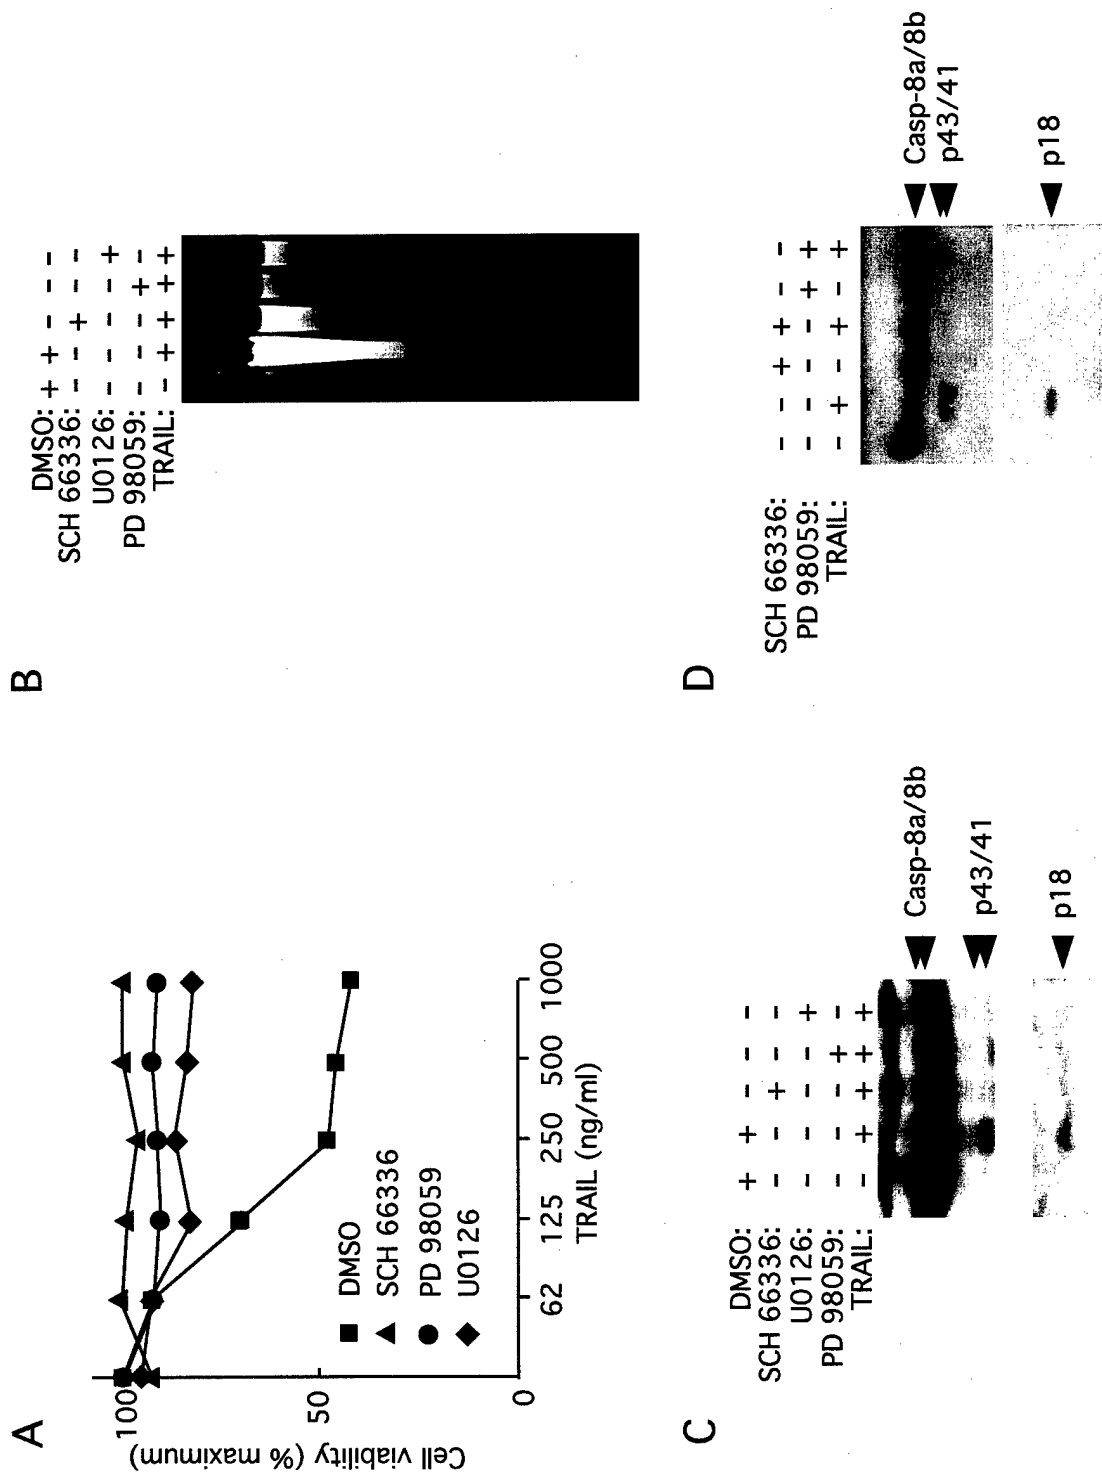 A
Cell viability (% maximum)
100
50
0
62
125
250
500
1000
TRAIL (ng/ml)
DMSO
SCH 66336
PD 98059
U0126
B
DMSO: + + - - -
SCH 66336: - - + - -
U0126: - - - - +
PD 98059: - - - + -
TRAIL: - + + + +
C
DMSO: + + - - -
SCH 66336: - - + - -
U0126: - - - - +
PD 98059: - - - + -
TRAIL: - + + + +
Casp-8a/8b
p43/41
p18
D
SCH 66336: - - + + - -
PD 98059: - - - - + +
TRAIL: - + - + - +
Casp-8a/8b
p43/41
p18